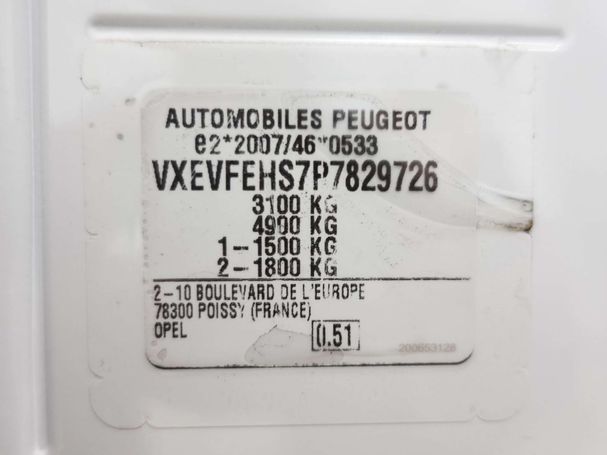 AUTOMOBILES PEUGEOT
e2*2007/46*0533
VXEVFEHS7P7829726
3100 KG
4900 KG
1-1500 KG
2-1800 KG
2-10 BOULEVARD DE L'EUROPE
78300 POISSY (FRANCE)
OPEL 0.51
200653128